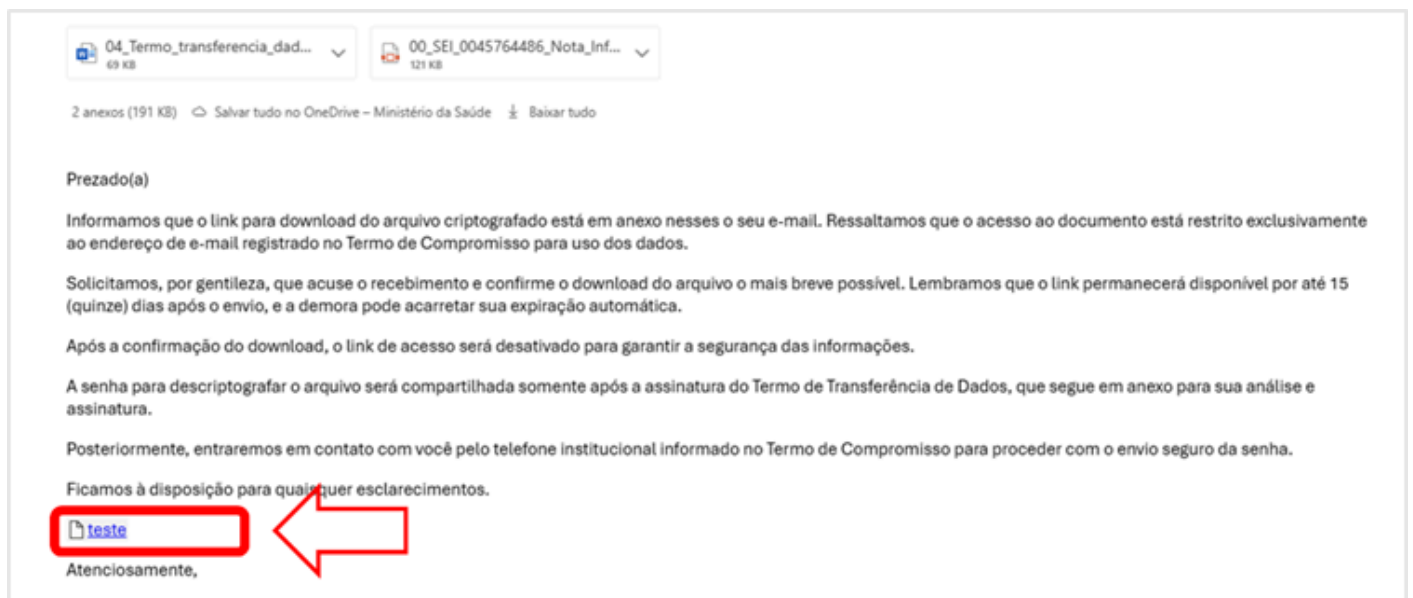 04_Termo_transferencia_dad...
69 KB
00_SEI_0045764486_Nota_Inf...
121 KB
2 anexos (191 KB) Salvar tudo no OneDrive – Ministério da Saúde Baixar tudo
Prezado(a)
Informamos que o link para download do arquivo criptografado está em anexo nesses o seu e-mail. Ressaltamos que o acesso ao documento está restrito exclusivamente
ao endereço de e-mail registrado no Termo de Compromisso para uso dos dados.
Solicitamos, por gentileza, que acuse o recebimento e confirme o download do arquivo o mais breve possível. Lembramos que o link permanecerá disponível por até 15
(quinze) dias após o envio, e a demora pode acarretar sua expiração automática.
Após a confirmação do download, o link de acesso será desativado para garantir a segurança das informações.
A senha para descriptografar o arquivo será compartilhada somente após a assinatura do Termo de Transferência de Dados, que segue em anexo para sua análise e
assinatura.
Posteriormente, entraremos em contato com você pelo telefone institucional informado no Termo de Compromisso para proceder com o envio seguro da senha.
Ficamos à disposição para quaisquer esclarecimentos.
teste
Atenciosamente,